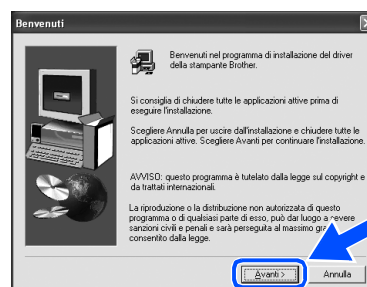 Benvenuti
Benvenuti nel programma di installazione del driver
della stampante Brother.
Si consiglia di chiudere tutte le applicazioni attive prima di
eseguire l'installazione.
Scegliere Annulla per uscire dall'installazione e chiudere tutte le
applicazioni attive. Scegliere Avanti per continuare l'installazione.
AVVISO: questo programma è tutelato dalla legge sul copyright e
da trattati internazionali.
La riproduzione o la distribuzione non autorizzata di questo
programma o di qualsiasi parte di esso, può dar luogo a severe
sanzioni civili e penali e sarà perseguita al massimo
consentito dalla legge.
Avanti > Annulla